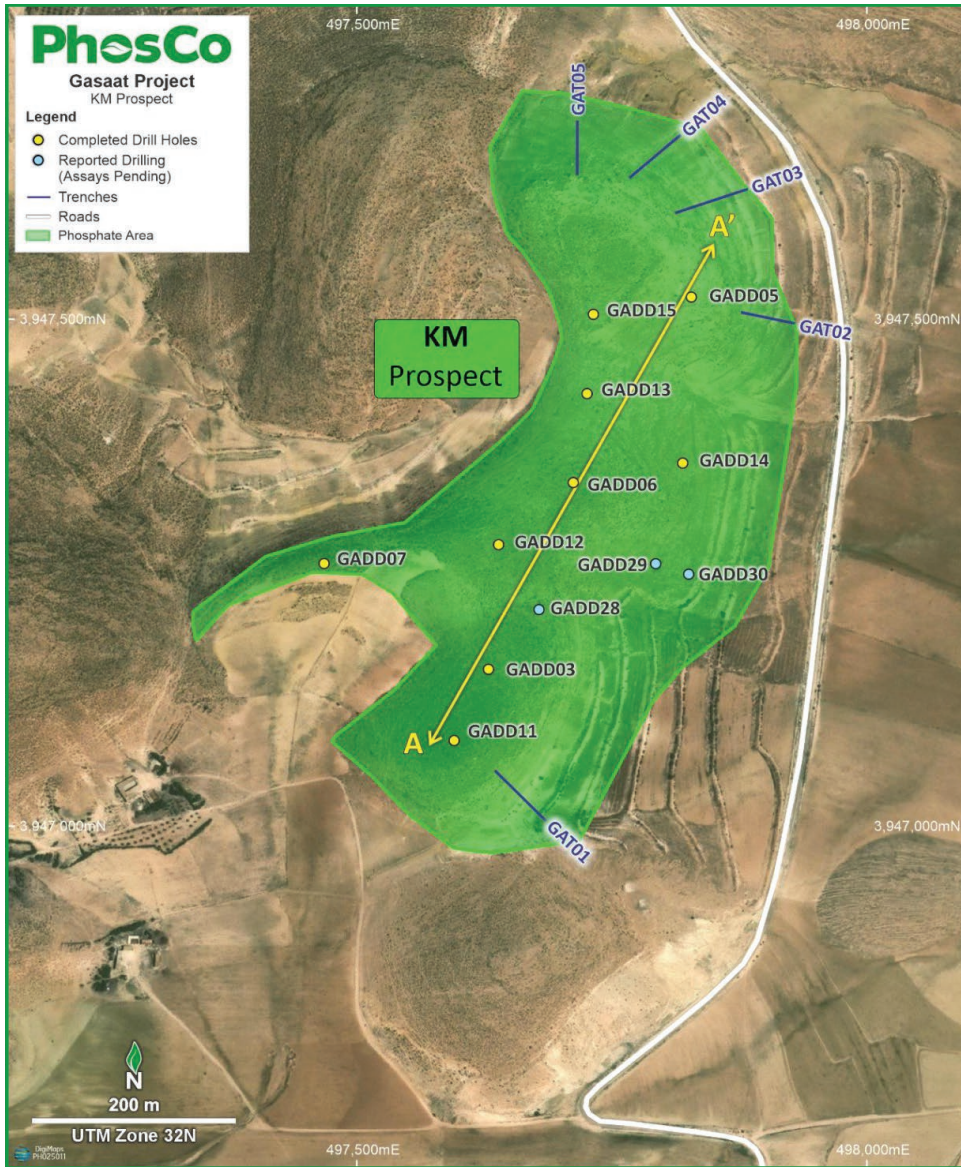 497,500mE
498,000mE
PhosCo
Gasaat Project
KM Prospect
Legend
Completed Drill Holes
Reported Drilling
(Assays Pending)
Trenches
Roads
Phosphate Area
GAT05
GAT04
GAT03
A'
GADD05
GADD15
3,947,500mN
3,947,500mN
GAT02
KM
Prospect
GADD13
GADD14
GADD06
GADD12
GADD07
GADD29
GADD30
GADD28
GADD03
GADD11
A
3,947,000mN
3,947,000mN
GAT01
N
200 m
UTM Zone 32N
DigiMaps
PH025011
497,500mE
498,000mE